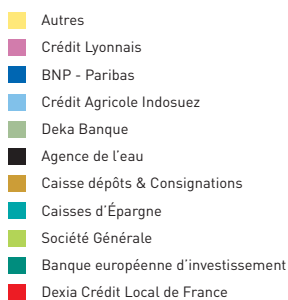 Autres
Crédit Lyonnais
BNP - Paribas
Crédit Agricole Indosuez
Deka Banque
Agence de l'eau
Caisse dépôts & Consignations
Caisses d'Épargne
Société Générale
Banque européenne d'investissement
Dexia Crédit Local de France